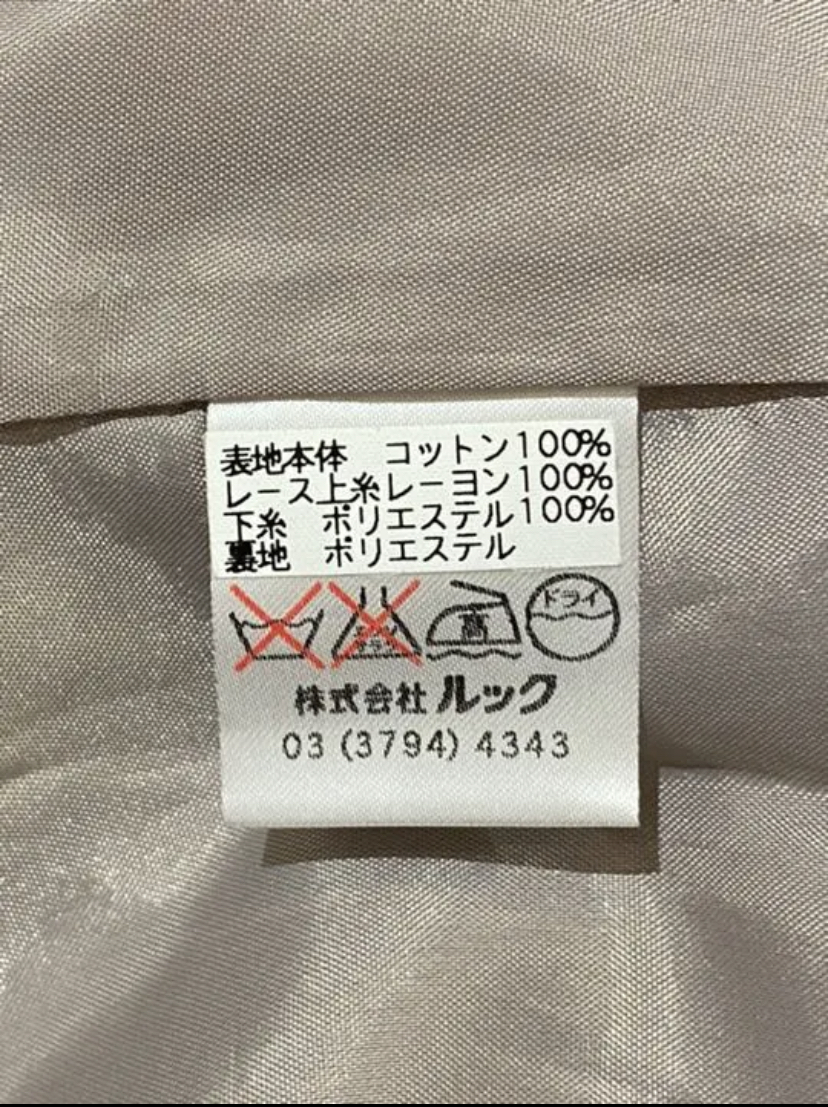 表地本体 コットン100%
レース上糸レーヨン100%
下糸 ポリエステル100%
裏地 ポリエステル
高
ドライ
株式会社 ルック
03 (3794) 4343